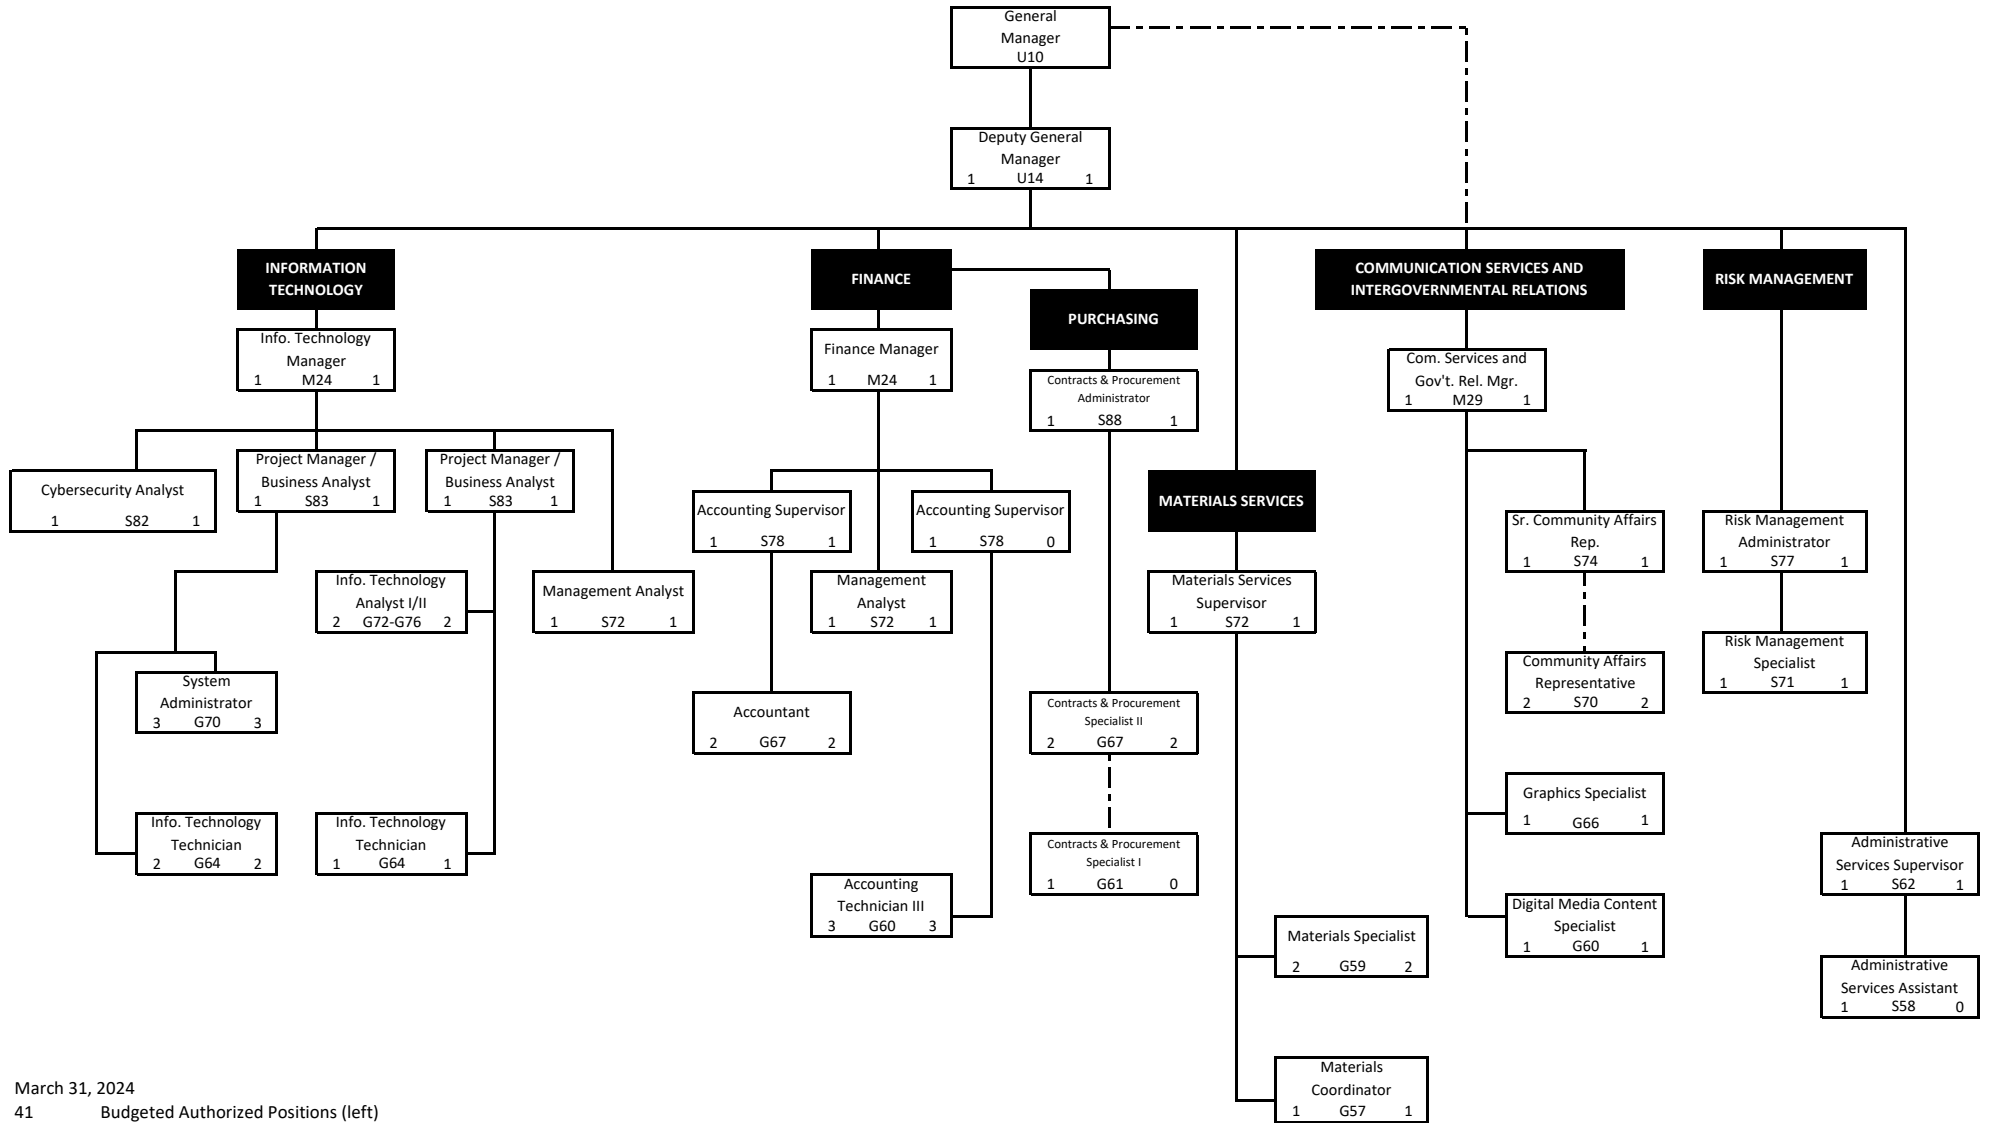 General
Manager
U10
Deputy General
Manager
1 U14 1
INFORMATION
TECHNOLOGY
Info. Technology
Manager
1 M24 1
Cybersecurity Analyst
1 S82 1
Project Manager /
Business Analyst
1 S83 1
Project Manager /
Business Analyst
1 S83 1
Info. Technology
Analyst I/II
2 G72-G76 2
Management Analyst
1 S72 1
System
Administrator
3 G70 3
Info. Technology
Technician
2 G64 2
Info. Technology
Technician
1 G64 1
FINANCE
Finance Manager
1 M24 1
Accounting Supervisor
1 S78 1
Accounting Supervisor
1 S78 0
Management
Analyst
1 S72 1
Accountant
2 G67 2
Accounting
Technician III
3 G60 3
PURCHASING
Contracts & Procurement
Administrator
1 S88 1
Contracts & Procurement
Specialist II
2 G67 2
Contracts & Procurement
Specialist I
1 G61 0
MATERIALS SERVICES
Materials Services
Supervisor
1 S72 1
Materials Specialist
2 G59 2
Materials
Coordinator
1 G57 1
COMMUNICATION SERVICES AND
INTERGOVERNMENTAL RELATIONS
Com. Services and
Gov't. Rel. Mgr.
1 M29 1
Sr. Community Affairs
Rep.
1 S74 1
Community Affairs
Representative
2 S70 2
Graphics Specialist
1 G66 1
Digital Media Content
Specialist
1 G60 1
RISK MANAGEMENT
Risk Management
Administrator
1 S77 1
Risk Management
Specialist
1 S71 1
Administrative
Services Supervisor
1 S62 1
Administrative
Services Assistant
1 S58 0
March 31, 2024
41 Budgeted Authorized Positions (left)